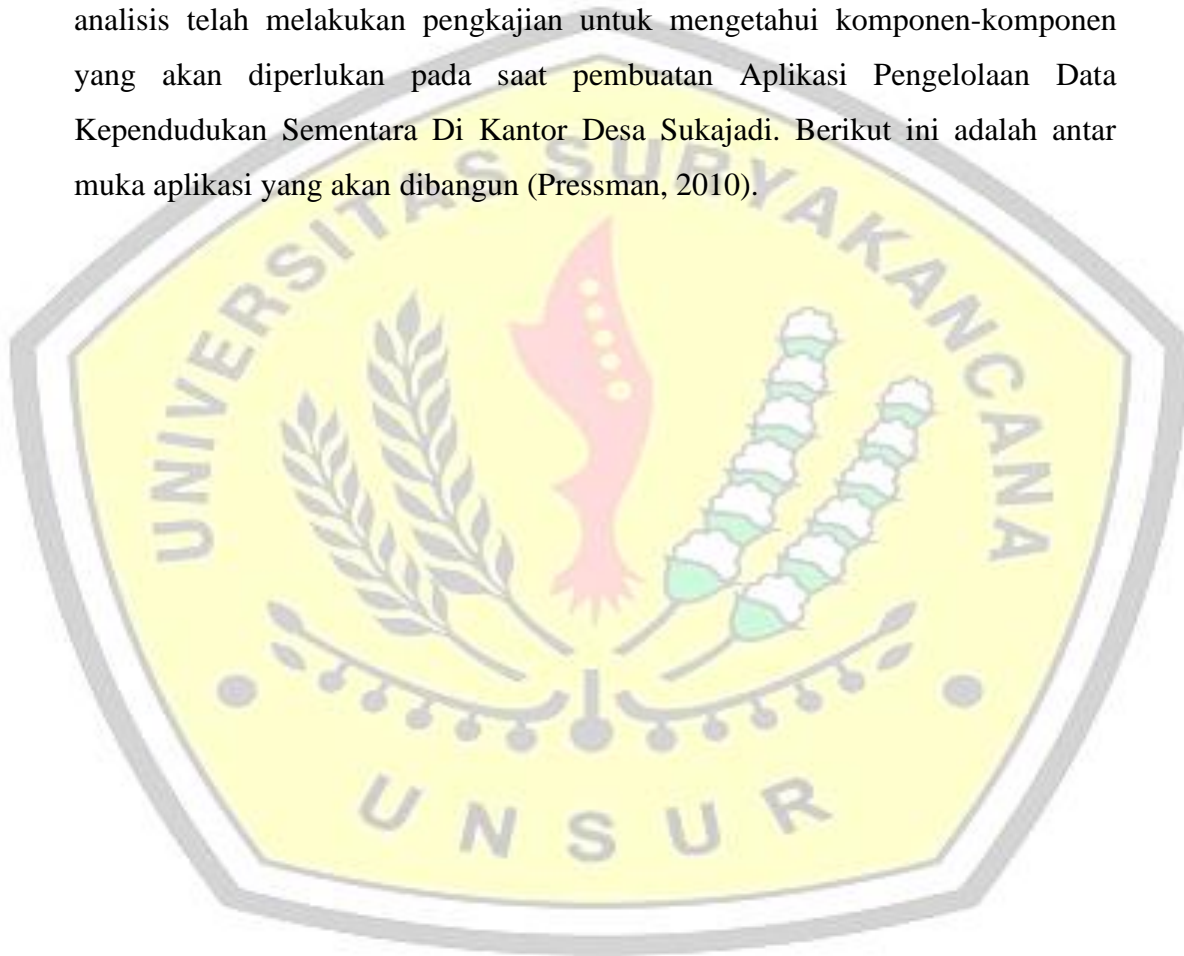 analisis telah melakukan pengkajian untuk mengetahui komponen-komponen
yang akan diperlukan pada saat pembuatan Aplikasi Pengelolaan Data
Kependudukan Sementara Di Kantor Desa Sukajadi. Berikut ini adalah antar
muka aplikasi yang akan dibangun (Pressman, 2010).
UNIVERSITAS SURYAKANCANA
UNSUR